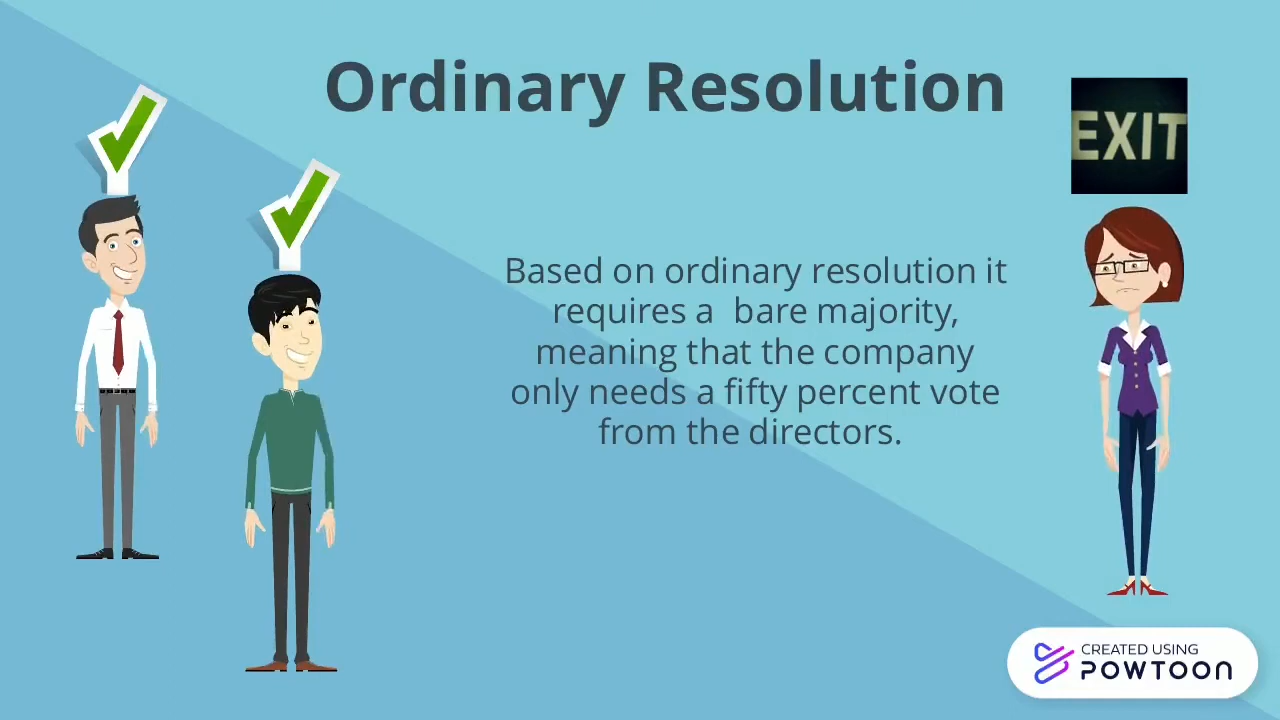 Ordinary Resolution
EXIT
Based on ordinary resolution it
requires a  bare majority,
meaning that the company
only needs a fifty percent vote
from the directors.
CREATED USING
POWTOON